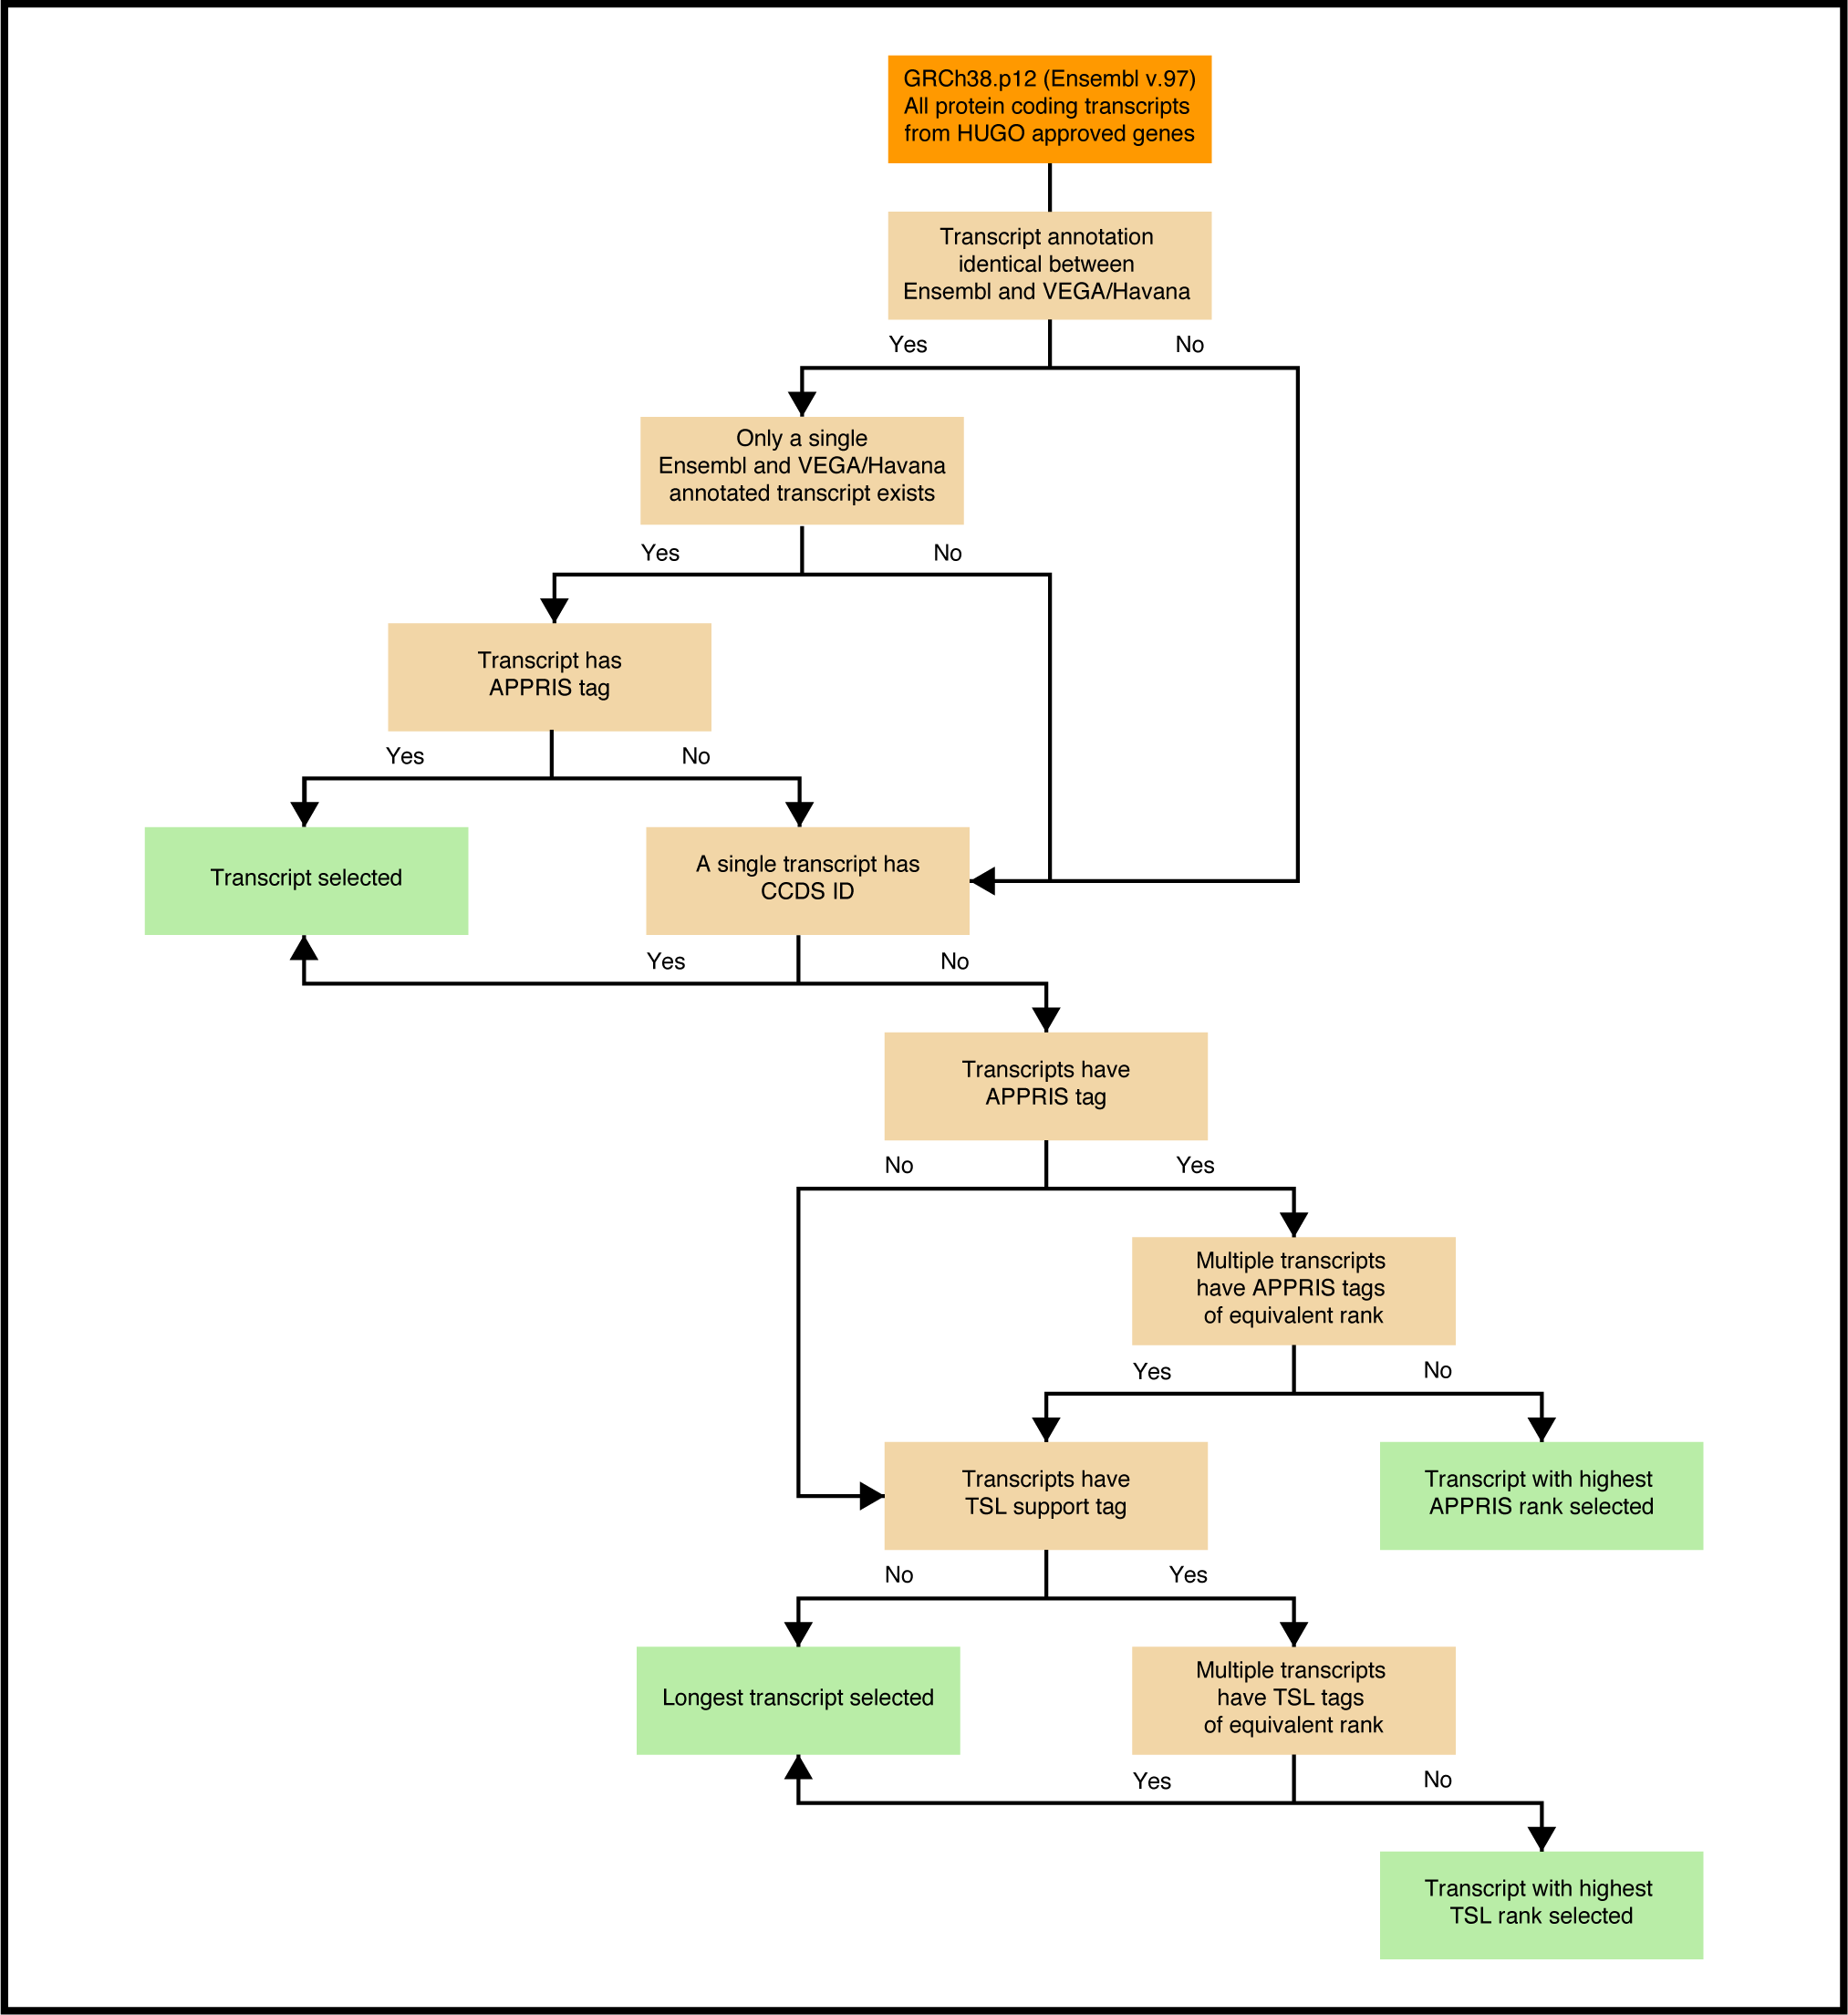 GRCh38.p12 (Ensembl v.97)
All protein coding transcripts
from HUGO approved genes
Transcript annotation
identical between
Ensembl and VEGA/Havana
Yes
No
Only a single
Ensembl and VEGA/Havana
annotated transcript exists
Yes
No
Transcript has
APPRIS tag
Yes
No
Transcript selected
A single transcript has
CCDS ID
Yes
No
Transcripts have
APPRIS tag
No
Yes
Multiple transcripts
have APPRIS tags
of equivalent rank
Yes
No
Transcripts have
TSL support tag
Transcript with highest
APPRIS rank selected
No
Yes
Longest transcript selected
Multiple transcripts
have TSL tags
of equivalent rank
Yes
No
Transcript with highest
TSL rank selected